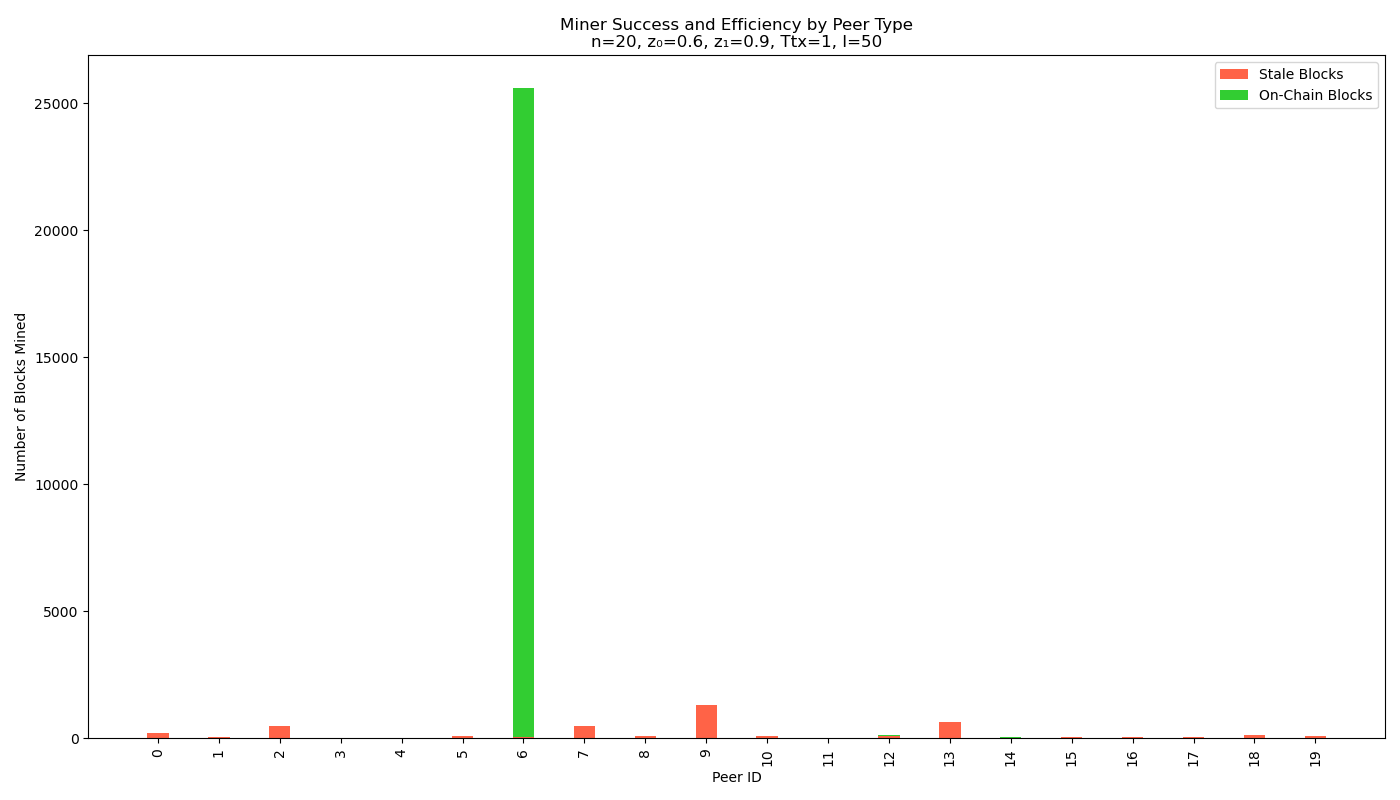 Miner Success and Efficiency by Peer Type
n=20, z₀=0.6, z₁=0.9, Ttx=1, I=50
Stale Blocks
On-Chain Blocks
Number of Blocks Mined
25000
20000
15000
10000
5000
0
0 1 2 3 4 5 6 7 8 9 10 11 12 13 14 15 16 17 18 19
Peer ID